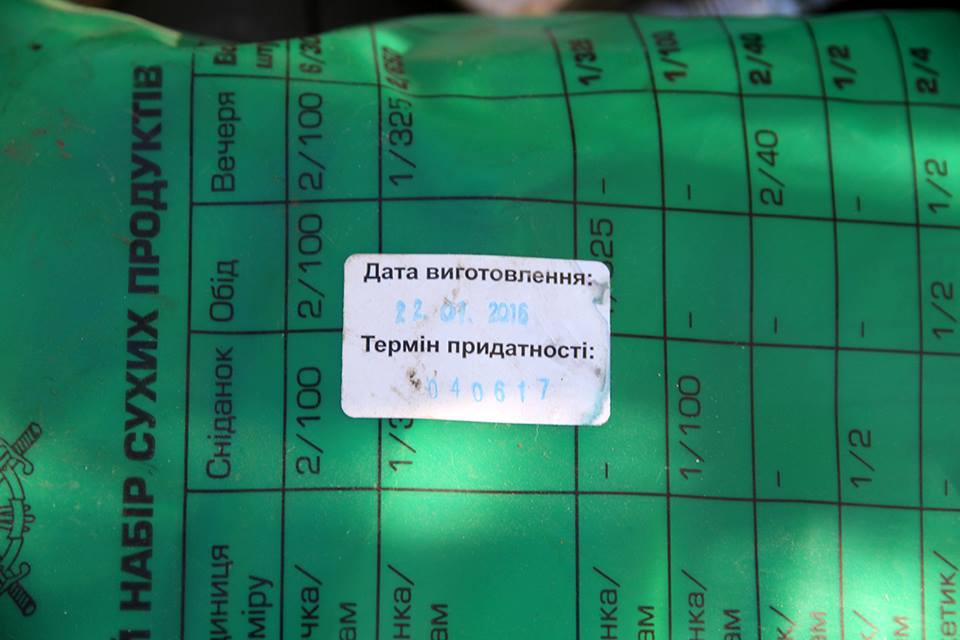 Дата виготовлення:
22. 01. 2016
Термін придатності:
040617
НАБІР СУХИХ ПРОДУКТІВ
Сніданок Обід Вечеря
2/100 2/100 2/100
1/325
- - 1/325
1/100 - - 1/100
- - 2/40 2/40
1/2 - - 1/2
- 1/2 1/2 2/4